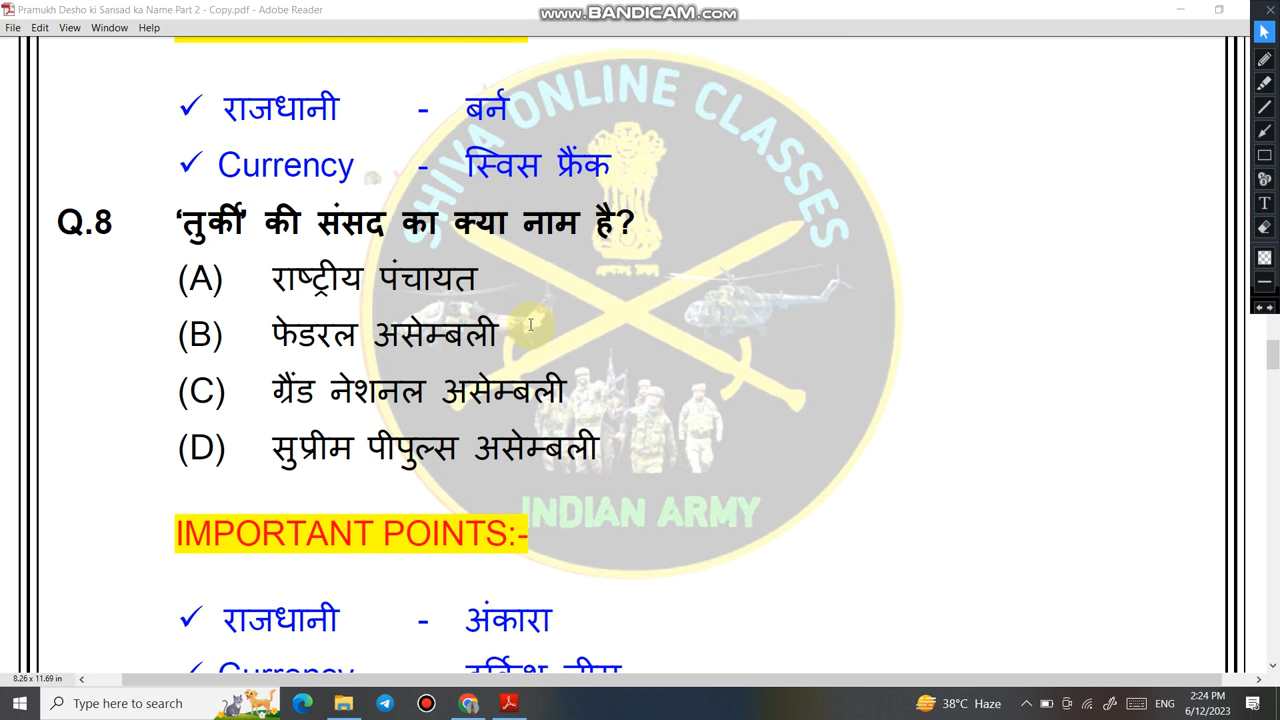 Pramukh Desho ki Sansad ka Name Part 2 - Copy.pdf - Adobe Reader
www.BANDICAM.com
File Edit View Window Help
✓ राजधानी - बर्न
✓ Currency - स्विस फ्रैंक
Q.8 ‘तुर्की’ की संसद का क्या नाम है?
(A) राष्ट्रीय पंचायत
(B) फेडरल असेम्बली
(C) ग्रैंड नेशनल असेम्बली
(D) सुप्रीम पीपुल्स असेम्बली
IMPORTANT POINTS:-
✓ राजधानी - अंकारा
✓ Currency -
SHIVA ONLINE CLASSES
INDIAN ARMY
8.26 x 11.69 in
Type here to search
38°C Haze
ENG
2:24 PM
6/12/2023